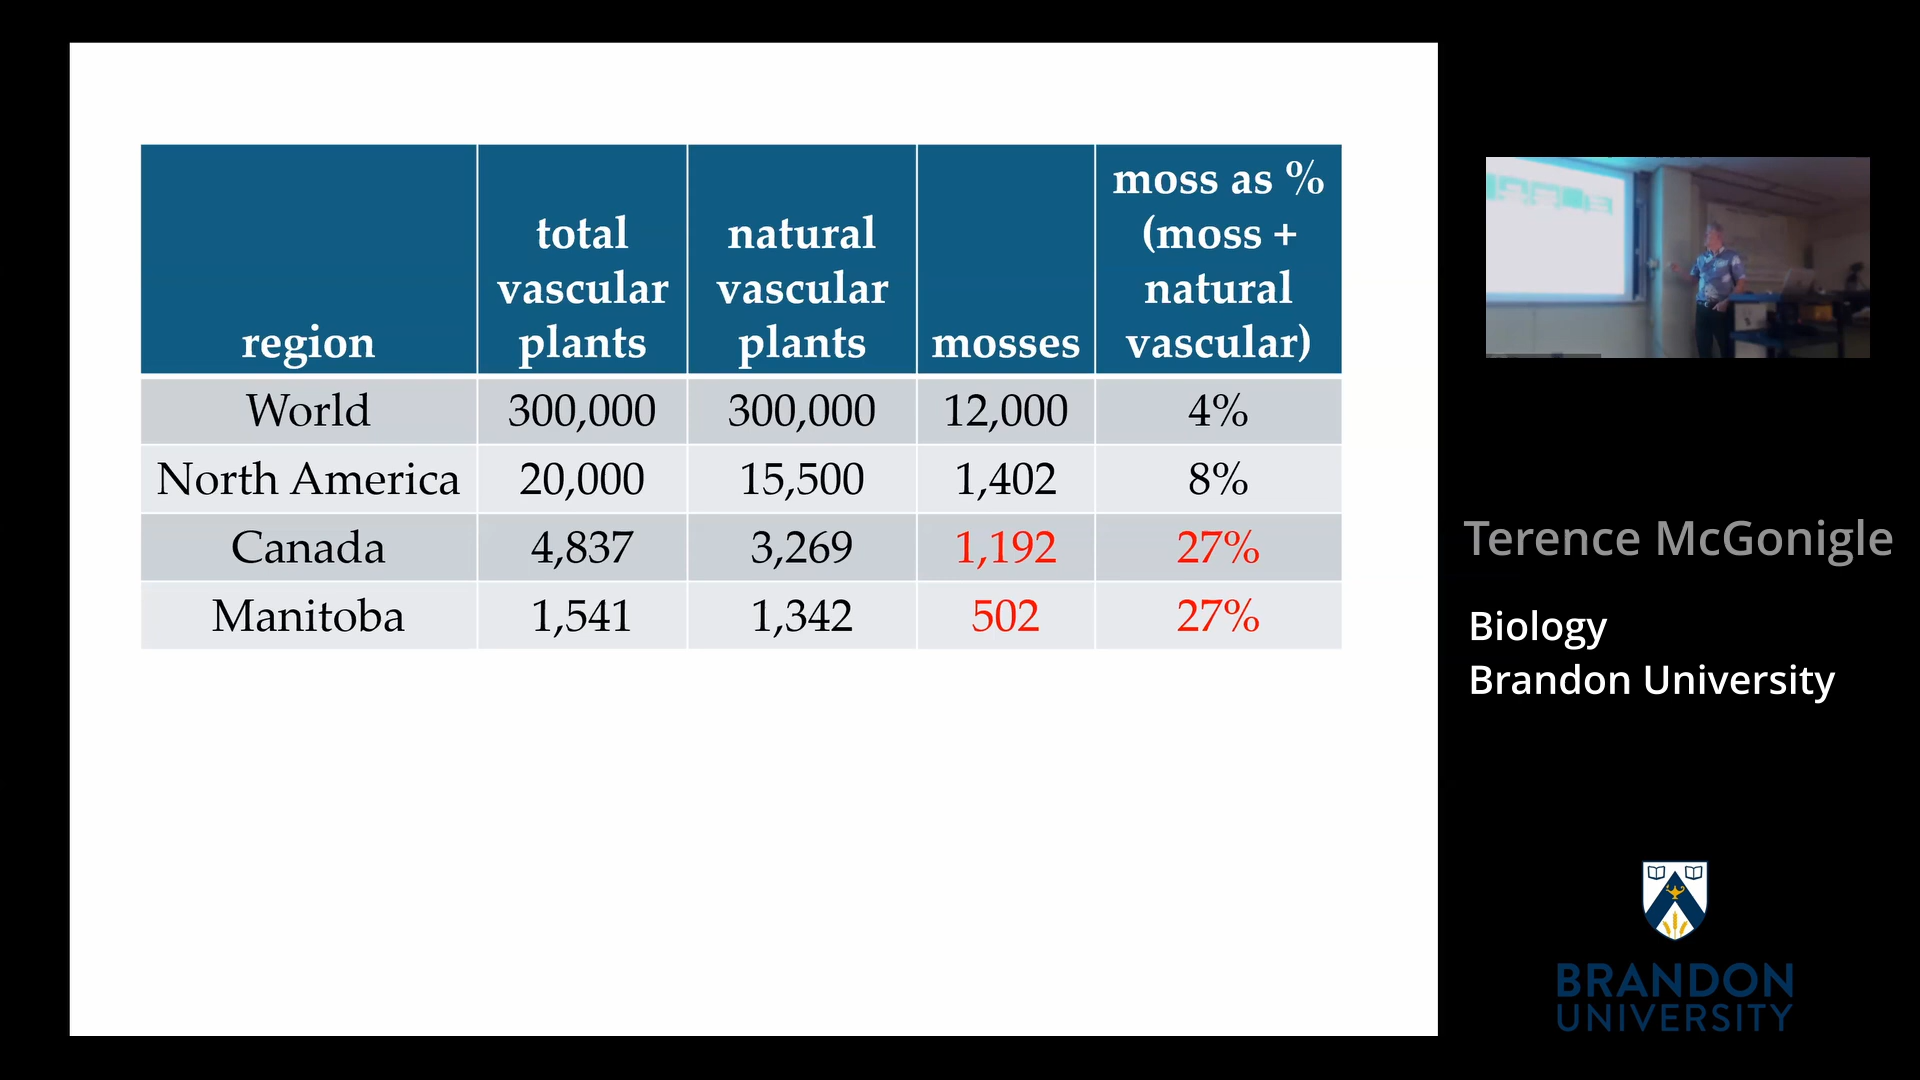 region
total
vascular
plants
natural
vascular
plants
mosses
moss as %
(moss +
natural
vascular)
World 300,000 300,000 12,000 4%
North America 20,000 15,500 1,402 8%
Canada 4,837 3,269 1,192 27%
Manitoba 1,541 1,342 502 27%
Terence McGonigle
Biology
Brandon University
BRANDON
UNIVERSITY